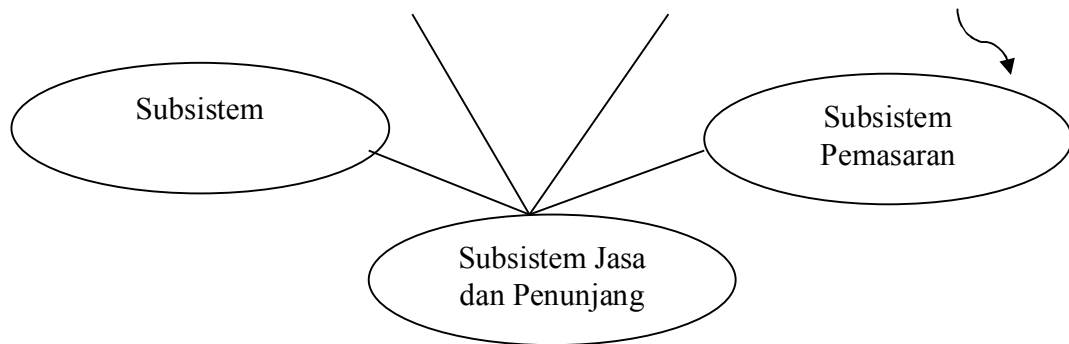 Subsistem
Subsistem
Pemasaran
Subsistem Jasa
dan Penunjang